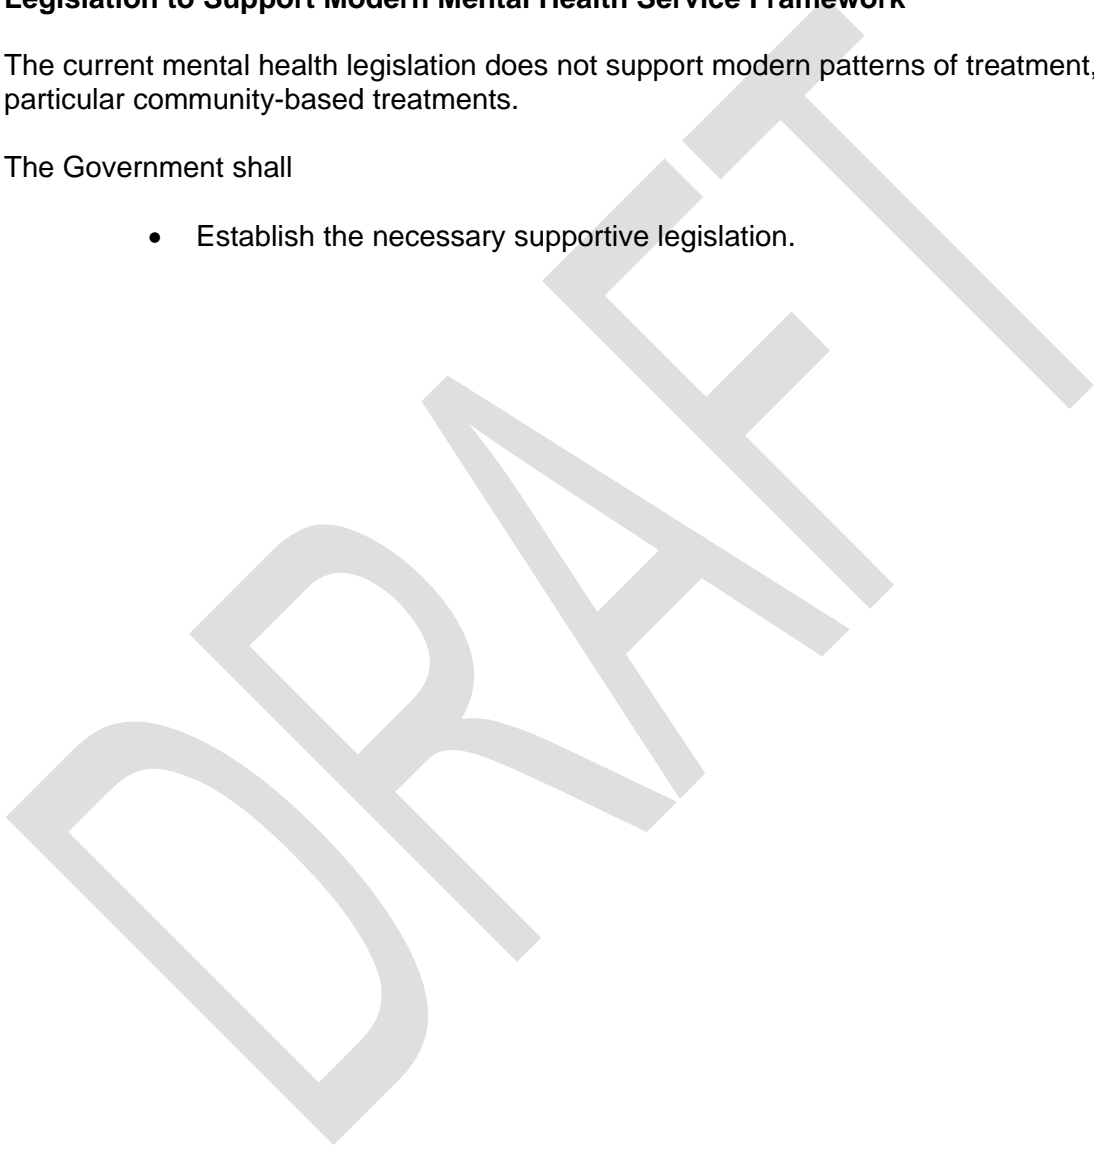 Legislation to Support Modern Mental Health Service Framework
The current mental health legislation does not support modern patterns of treatment,
particular community-based treatments.
The Government shall
• Establish the necessary supportive legislation.
DRAFT